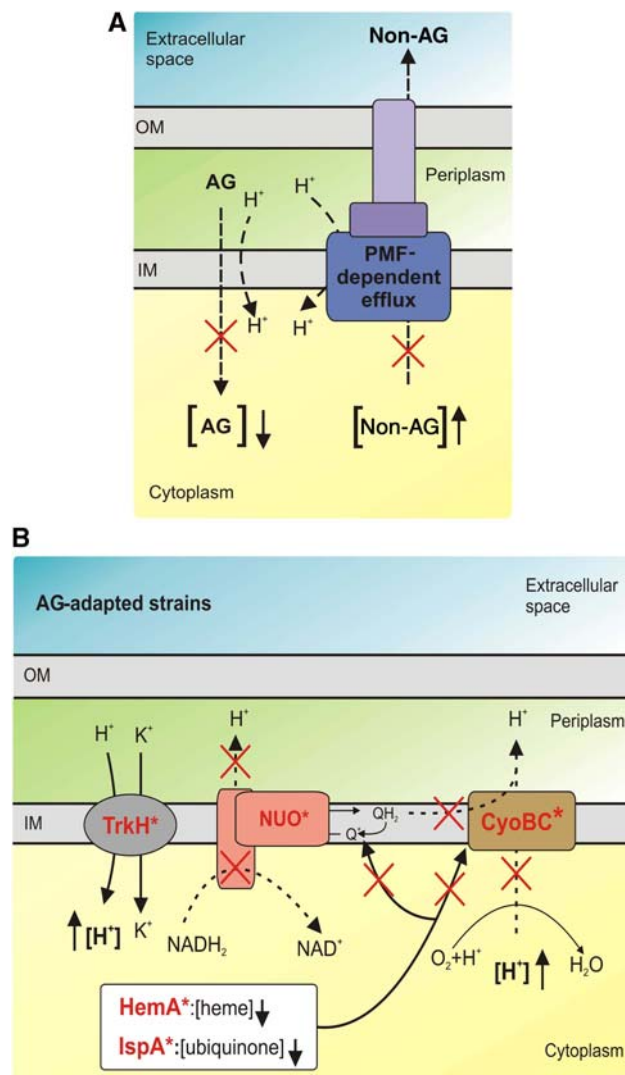 A
Extracellular
space
Non-AG
OM
AG
H⁺
H⁺
Periplasm
IM
PMF-
dependent
efflux
H⁺
H⁺
[AG]
[Non-AG]
Cytoplasm
B
AG-adapted strains
Extracellular
space
OM
H⁺
K⁺
H⁺
H⁺
Periplasm
IM
TrkH*
NUO*
QH₂
Q⁺
CyoBC*
[H⁺]
K⁺
NADH₂
NAD⁺
O₂+H⁺
[H⁺]
H₂O
HemA*:[heme]
IspA*:[ubiquinone]
Cytoplasm